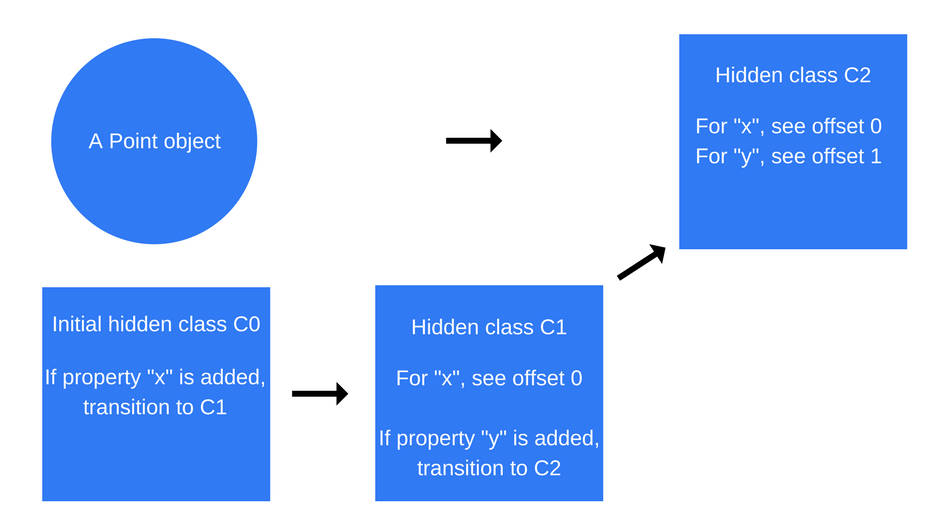 A Point object
Hidden class C2
For "x", see offset 0
For "y", see offset 1
Initial hidden class C0
If property "x" is added,
transition to C1
Hidden class C1
For "x", see offset 0
If property "y" is added,
transition to C2